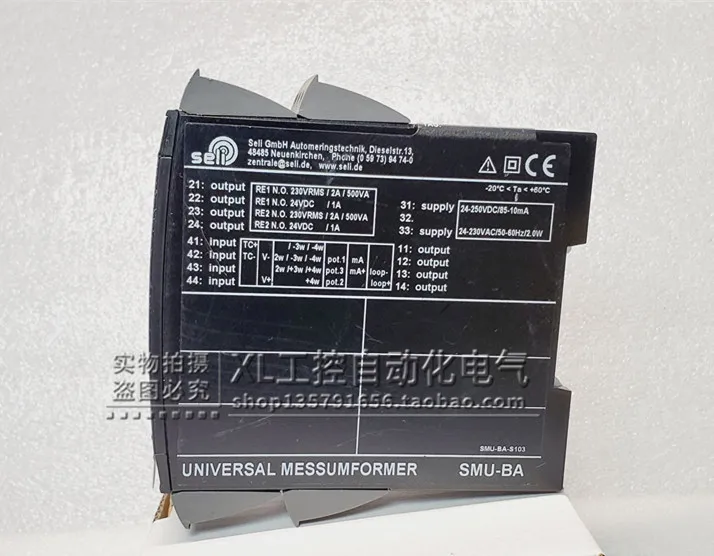 seli
Seli GmbH Automeringstechnik, Dieselstr.13,
48485 Neuenkirchen, Phone (0 59 73) 94 74-0
zentrale@seli.de, www.seli.de
CE
-20°C < Ta < +60°C
21: output RE1 N.O. 230VRMS / 2A / 500VA
22: output RE1 N.O. 24VDC / 1A
23: output RE2 N.O. 230VRMS / 2A / 500VA
24: output RE2 N.O. 24VDC / 1A
31: supply 24-250VDC/85-10mA
32:
33: supply 24-230VAC/50-60Hz/2.0W
41: input TC+ / -3w / -4w
42: input TC- V- 2w / -3w / -4w pot.1 mA
43: input 2w /+3w /+4w pot.3 mA+ loop-
44: input V+ +4w pot.2 loop+
11: output
12: output
13: output
14: output
实物拍摄
盗图必究
XL工控自动化电气
shop135791656.taobao.com
SMU-BA-S103
UNIVERSAL MESSUMFORMER SMU-BA